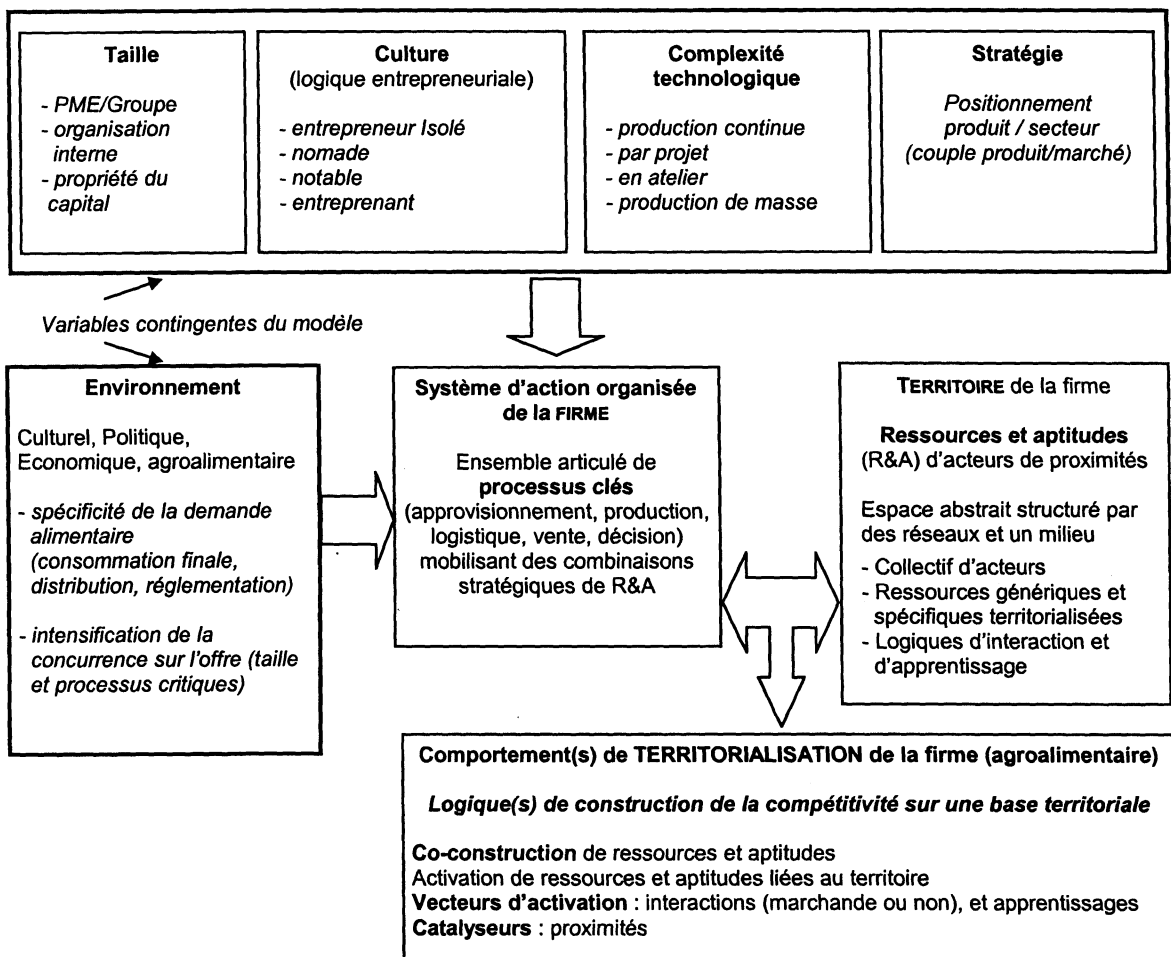 Taille
- PME/Groupe
- organisation
interne
- propriété du
capital
Culture
(logique entrepreneuriale)
- entrepreneur Isolé
- nomade
- notable
- entreprenant
Complexité
technologique
- production continue
- par projet
- en atelier
- production de masse
Stratégie
Positionnement
produit / secteur
(couple produit/marché)
Variables contingentes du modèle
Environnement
Culturel, Politique,
Economique, agroalimentaire
- spécificité de la demande
alimentaire
(consommation finale,
distribution, réglementation)
- intensification de la
concurrence sur l'offre (taille
et processus critiques)
Système d'action organisée
de la FIRME
Ensemble articulé de
processus clés
(approvisionnement, production,
logistique, vente, décision)
mobilisant des combinaisons
stratégiques de R&A
TERRITOIRE de la firme
Ressources et aptitudes
(R&A) d'acteurs de proximités
Espace abstrait structuré par
des réseaux et un milieu
- Collectif d'acteurs
- Ressources génériques et
spécifiques territorialisées
- Logiques d'interaction et
d'apprentissage
Comportement(s) de TERRITORIALISATION de la firme (agroalimentaire)
Logique(s) de construction de la compétitivité sur une base territoriale
Co-construction de ressources et aptitudes
Activation de ressources et aptitudes liées au territoire
Vecteurs d'activation : interactions (marchande ou non), et apprentissages
Catalyseurs : proximités